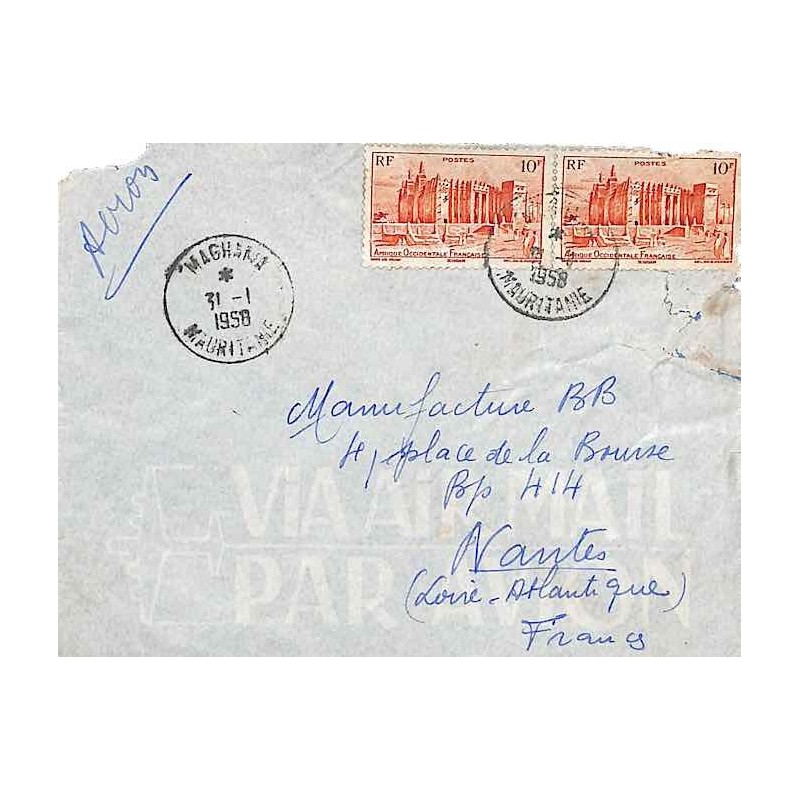 Avion
RF POSTES 10F
AFRIQUE OCCIDENTALE FRANÇAISE
RF POSTES 10F
AFRIQUE OCCIDENTALE FRANÇAISE
MAGHAMA
31 -1
1958
MAURITANIE
1958
MAURITANIE
Manufacture BB
4, place de la Bourse
Bp 414
Nantes
(Loire-Atlantique)
France
VIA AIR MAIL
PAR AVION